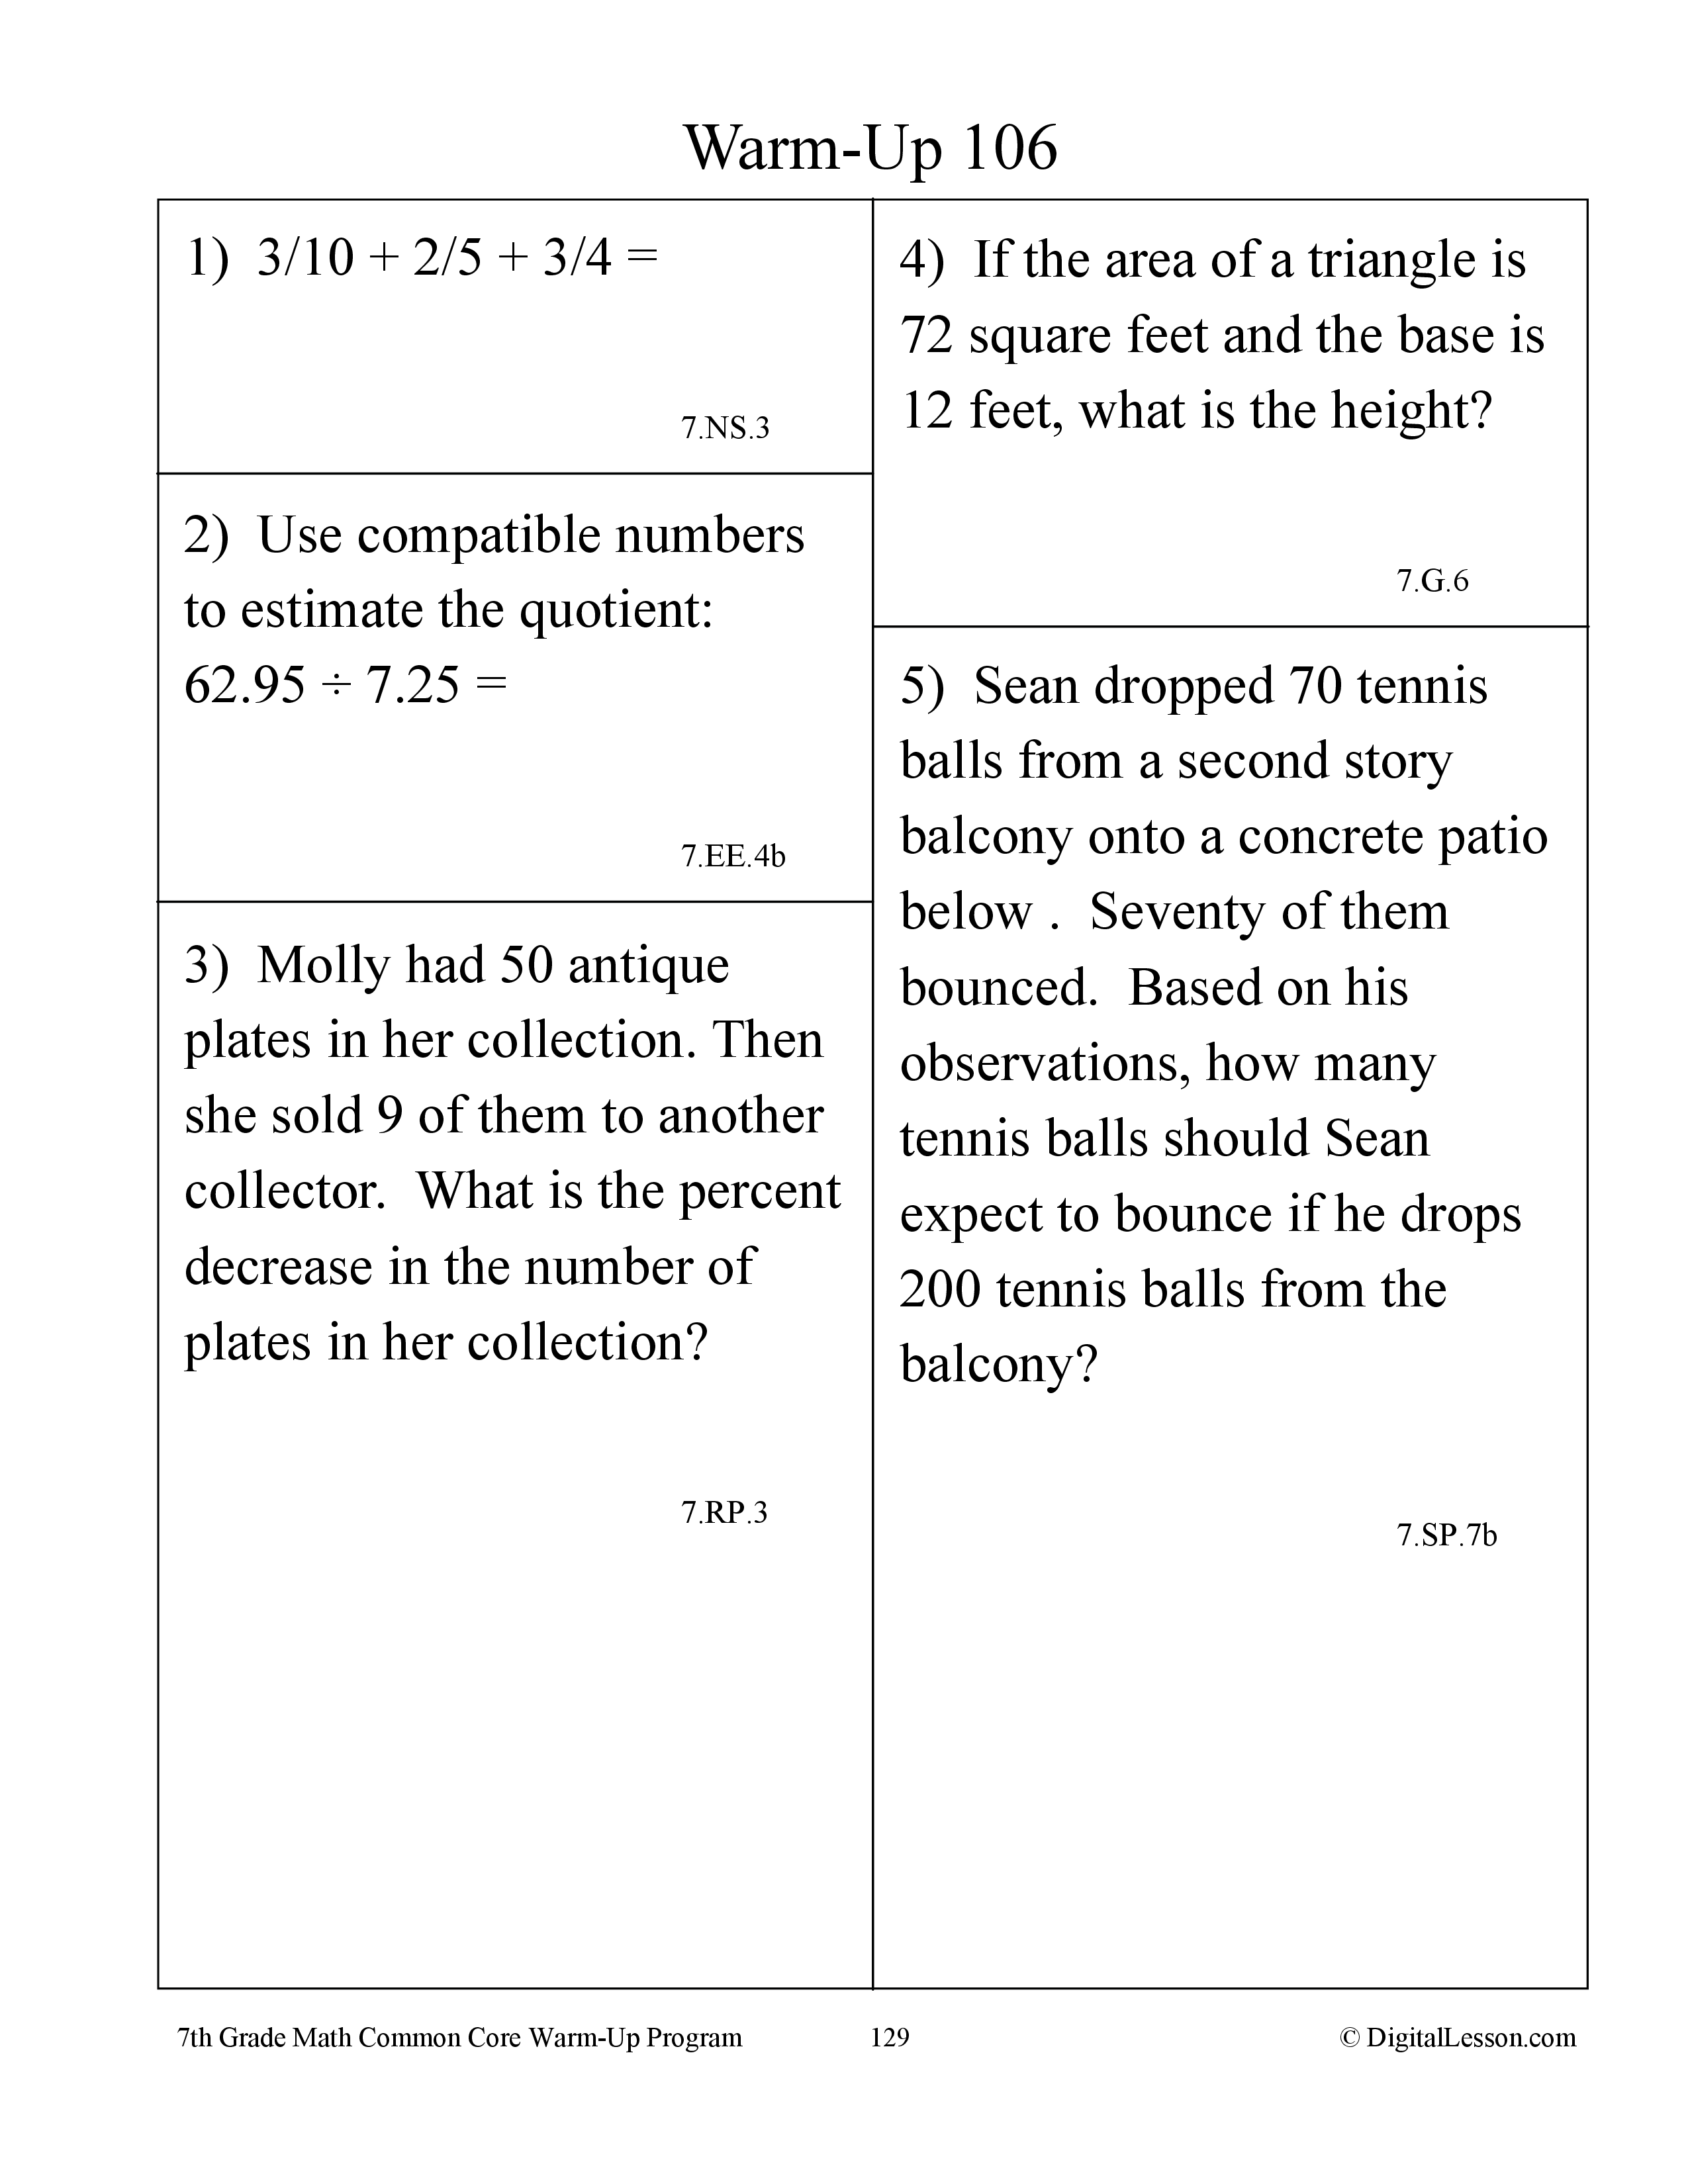 Warm-Up 106
1)  3/10 + 2/5 + 3/4 =
7.NS.3
2)  Use compatible numbers
to estimate the quotient:
62.95 ÷ 7.25 =
7.EE.4b
3)  Molly had 50 antique
plates in her collection. Then
she sold 9 of them to another
collector.  What is the percent
decrease in the number of
plates in her collection?
7.RP.3
4)  If the area of a triangle is
72 square feet and the base is
12 feet, what is the height?
7.G.6
5)  Sean dropped 70 tennis
balls from a second story
balcony onto a concrete patio
below .  Seventy of them
bounced.  Based on his
observations, how many
tennis balls should Sean
expect to bounce if he drops
200 tennis balls from the
balcony?
7.SP.7b
7th Grade Math Common Core Warm-Up Program
129
© DigitalLesson.com